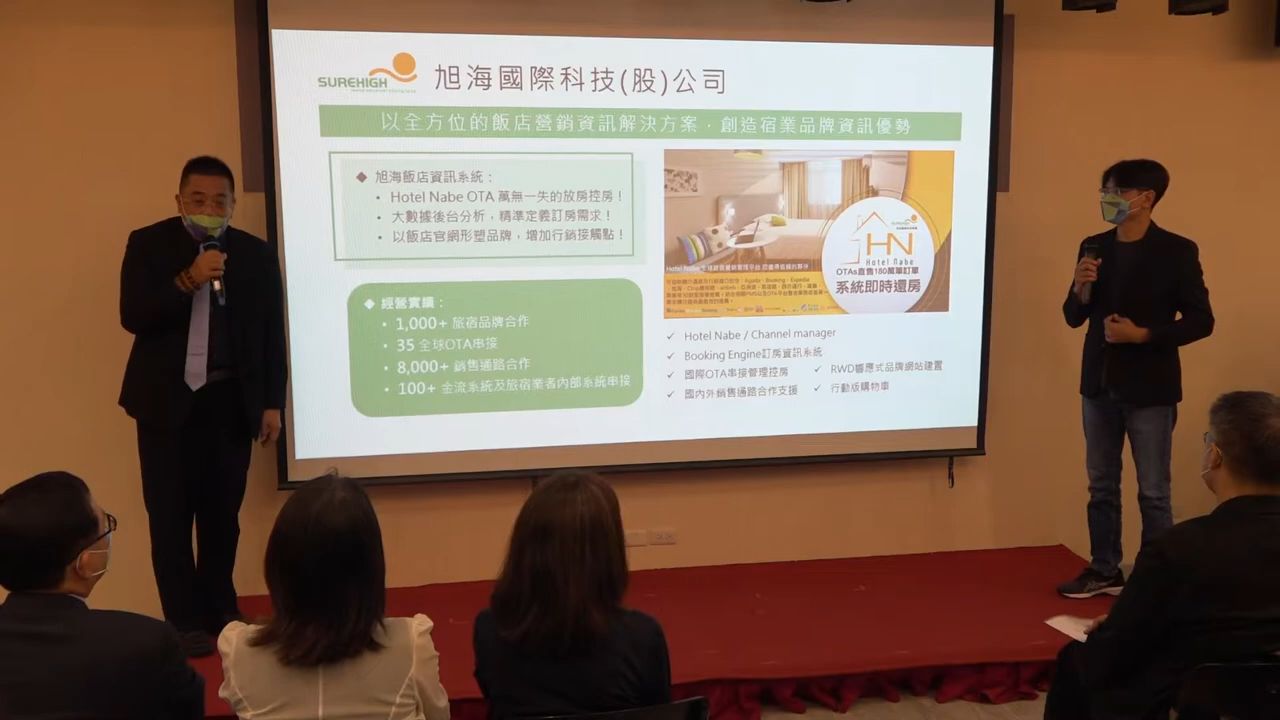 SUREHIGH
旭海國際科技(股)公司
以全方位的飯店營銷資訊解決方案，創造宿業品牌資訊優勢
旭海飯店資訊系統：
• Hotel Nabe OTA 萬無一失的放房控房！
• 大數據後台分析，精準定義訂房需求！
• 以飯店官網形塑品牌，增加行銷接觸點！
經營實績：
• 1,000+ 旅宿品牌合作
• 35 全球OTA串接
• 8,000+ 銷售通路合作
• 100+ 金流系統及旅宿業者內部系統串接
HN
Hotel Nabe
OTAs直售180萬筆訂單
系統即時還房
✓ Hotel Nabe / Channel manager
✓ Booking Engine訂房資訊系統
✓ 國際OTA串接管理控房
✓ RWD響應式品牌網站建置
✓ 國內外銷售通路合作支援
✓ 行動版購物車